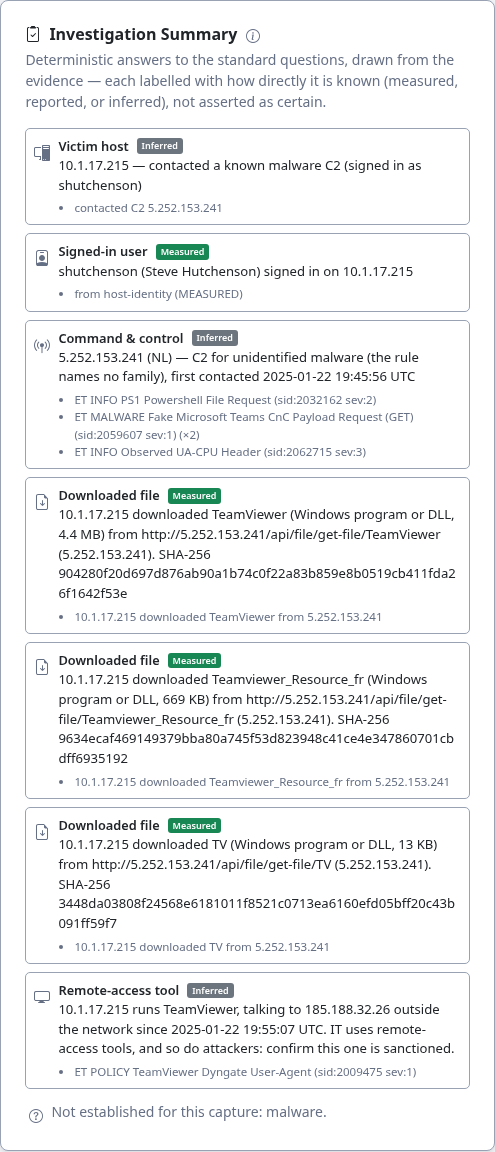 Investigation Summary
Deterministic answers to the standard questions, drawn from the
evidence — each labelled with how directly it is known (measured,
reported, or inferred), not asserted as certain.
Victim host Inferred
10.1.17.215 — contacted a known malware C2 (signed in as
shutchenson)
• contacted C2 5.252.153.241
Signed-in user Measured
shutchenson (Steve Hutchenson) signed in on 10.1.17.215
• from host-identity (MEASURED)
Command & control Inferred
5.252.153.241 (NL) — C2 for unidentified malware (the rule
names no family), first contacted 2025-01-22 19:45:56 UTC
• ET INFO PS1 Powershell File Request (sid:2032162 sev:2)
• ET MALWARE Fake Microsoft Teams CnC Payload Request (GET)
(sid:2059607 sev:1) (×2)
• ET INFO Observed UA-CPU Header (sid:2062715 sev:3)
Downloaded file Measured
10.1.17.215 downloaded TeamViewer (Windows program or DLL,
4.4 MB) from http://5.252.153.241/api/file/get-file/TeamViewer
(5.252.153.241). SHA-256
904280f20d697d876ab90a1b74c0f22a83b859e8b0519cb411fda2
6f1642f53e
• 10.1.17.215 downloaded TeamViewer from 5.252.153.241
Downloaded file Measured
10.1.17.215 downloaded Teamviewer_Resource_fr (Windows
program or DLL, 669 KB) from http://5.252.153.241/api/file/get-
file/Teamviewer_Resource_fr (5.252.153.241). SHA-256
9634ecaf469149379bba80a745f53d823948c41ce4e347860701cb
dff6935192
• 10.1.17.215 downloaded Teamviewer_Resource_fr from 5.252.153.241
Downloaded file Measured
10.1.17.215 downloaded TV (Windows program or DLL, 13 KB)
from http://5.252.153.241/api/file/get-file/TV (5.252.153.241).
SHA-256
3448da03808f24568e6181011f8521c0713ea6160efd05bff20c43b
091ff59f7
• 10.1.17.215 downloaded TV from 5.252.153.241
Remote-access tool Inferred
10.1.17.215 runs TeamViewer, talking to 185.188.32.26 outside
the network since 2025-01-22 19:55:07 UTC. IT uses remote-
access tools, and so do attackers: confirm this one is sanctioned.
• ET POLICY TeamViewer Dyngate User-Agent (sid:2009475 sev:1)
Not established for this capture: malware.